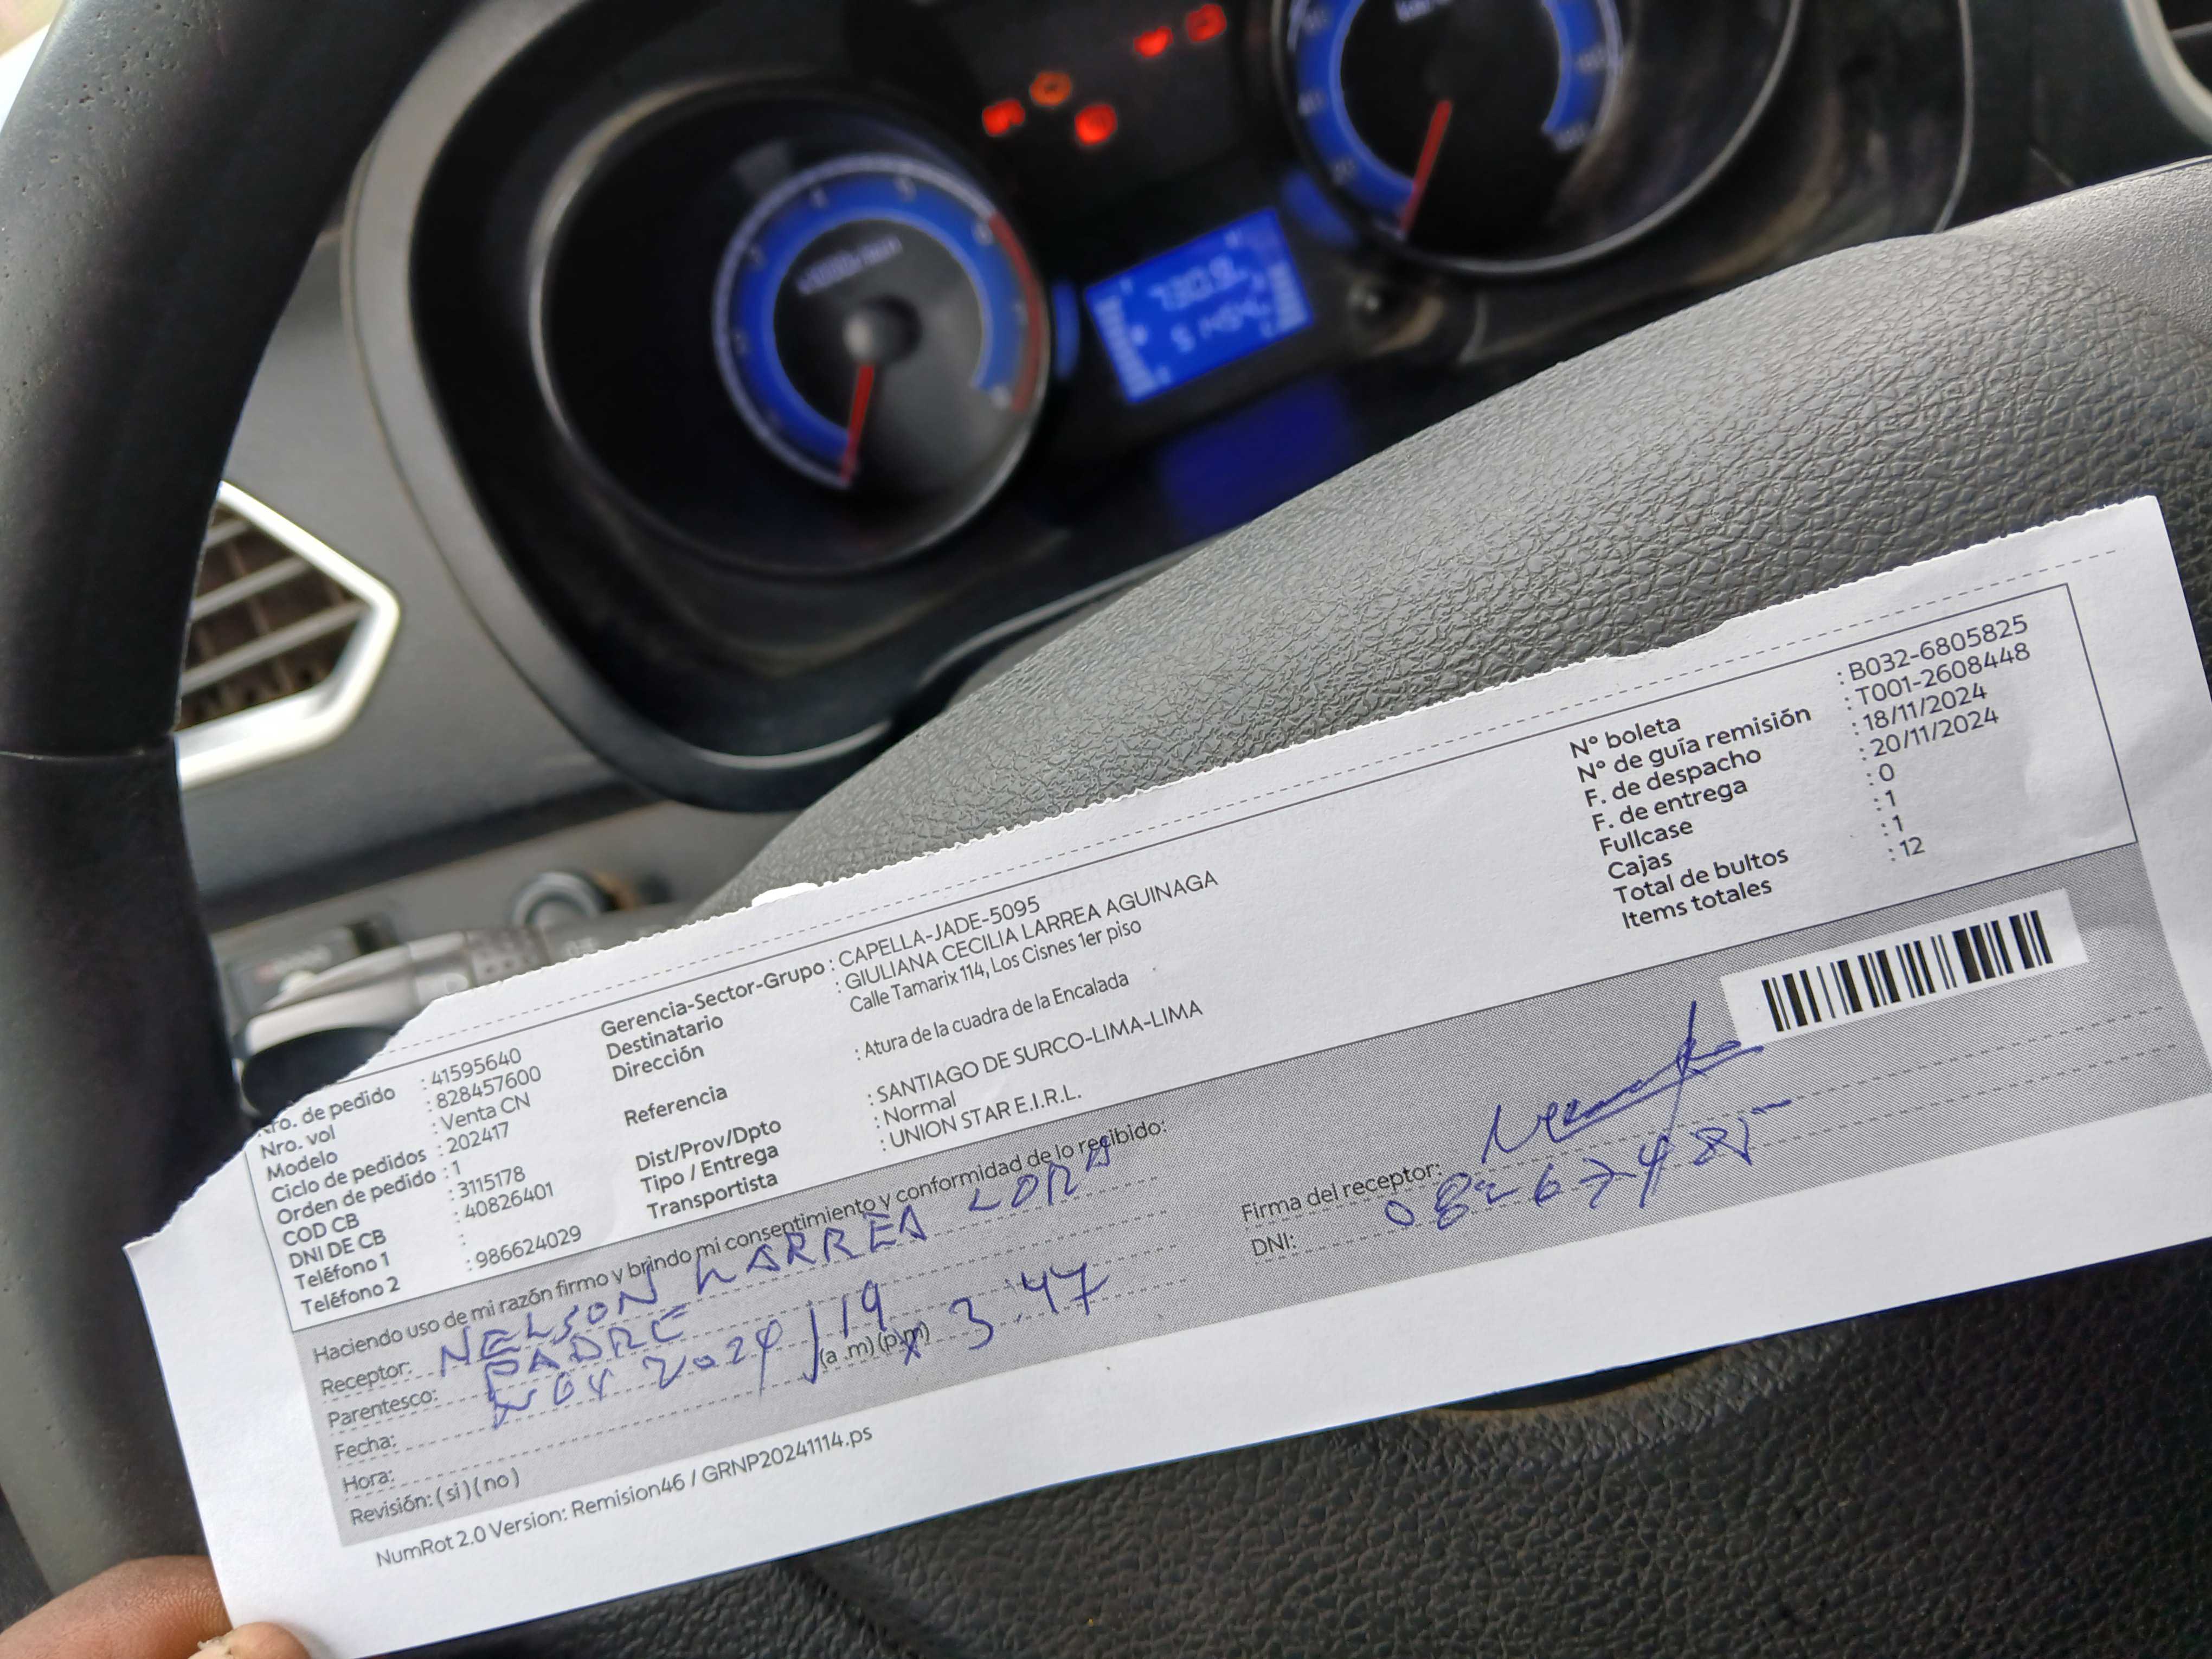 Nro. de pedido : 41595640
Nro. vol : 828457600
Modelo : Venta CN
Ciclo de pedidos : 202417
Orden de pedido : 1
COD CB : 3115178
DNI DE CB : 40826401
Teléfono 1 :
Teléfono 2 : 986624029
Gerencia-Sector-Grupo : CAPELLA-JADE-5095
Destinatario : GIULIANA CECILIA LARREA AGUINAGA
Dirección Calle Tamarix 114, Los Cisnes 1er piso
Referencia : Atura de la cuadra de la Encalada
Dist/Prov/Dpto : SANTIAGO DE SURCO-LIMA-LIMA
Tipo / Entrega : Normal
Transportista : UNION STAR E.I.R.L.
N° boleta : B032-6805825
N° de guía remisión : T001-2608448
F. de despacho : 18/11/2024
F. de entrega : 20/11/2024
Fullcase : 0
Cajas : 1
Total de bultos : 1
Items totales : 12
Haciendo uso de mi razón firmo y brindo mi consentimiento y conformidad de lo recibido:
Receptor: NELSON LARREA LORA
Parentesco: PADRE
Fecha: NOV 2024 / 19
Hora: (a .m) (p.m) 3:47
Revisión: ( si ) ( no )
Firma del receptor:
DNI:
NumRot 2.0 Version: Remision46 / GRNP20241114.ps